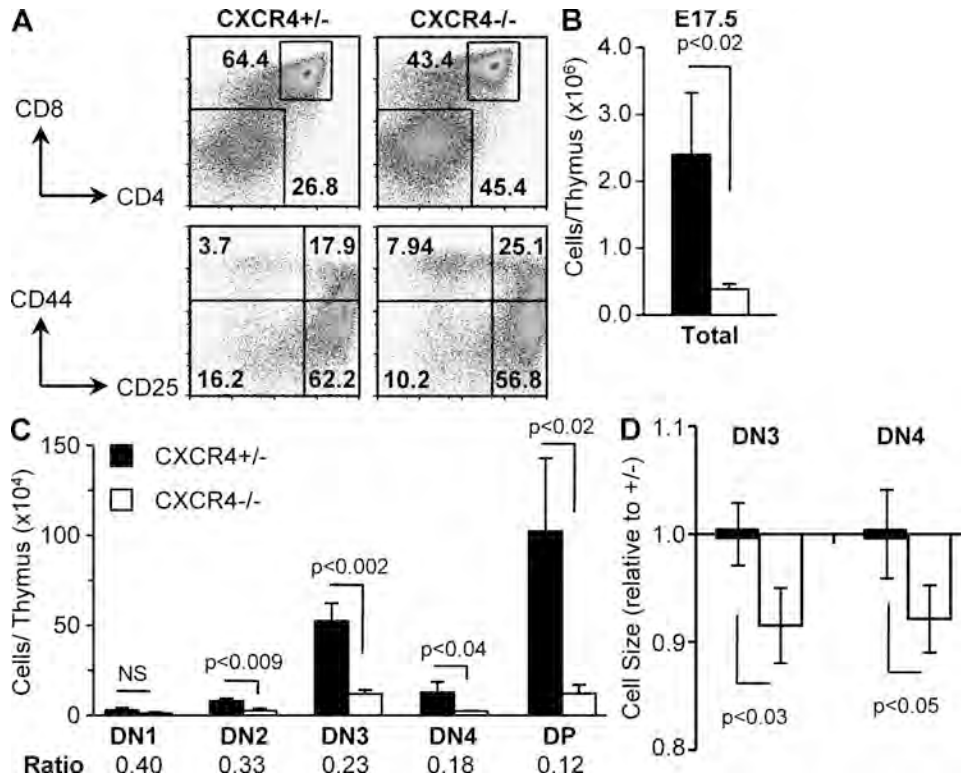 A
CXCR4+/-
CXCR4-/-
CD8
CD4
64.4
26.8
43.4
45.4
CD44
CD25
3.7
17.9
16.2
62.2
7.94
25.1
10.2
56.8
B
E17.5
p<0.02
Cells/Thymus (x10⁶)
4.0
3.0
2.0
1.0
0.0
Total
C
CXCR4+/-
CXCR4-/-
Cells/ Thymus (x10⁴)
150
100
50
0
NS
p<0.009
p<0.002
p<0.04
p<0.02
DN1 DN2 DN3 DN4 DP
Ratio 0.40 0.33 0.23 0.18 0.12
D
DN3 DN4
Cell Size (relative to +/-)
1.1
1.0
0.9
0.8
p<0.03
p<0.05